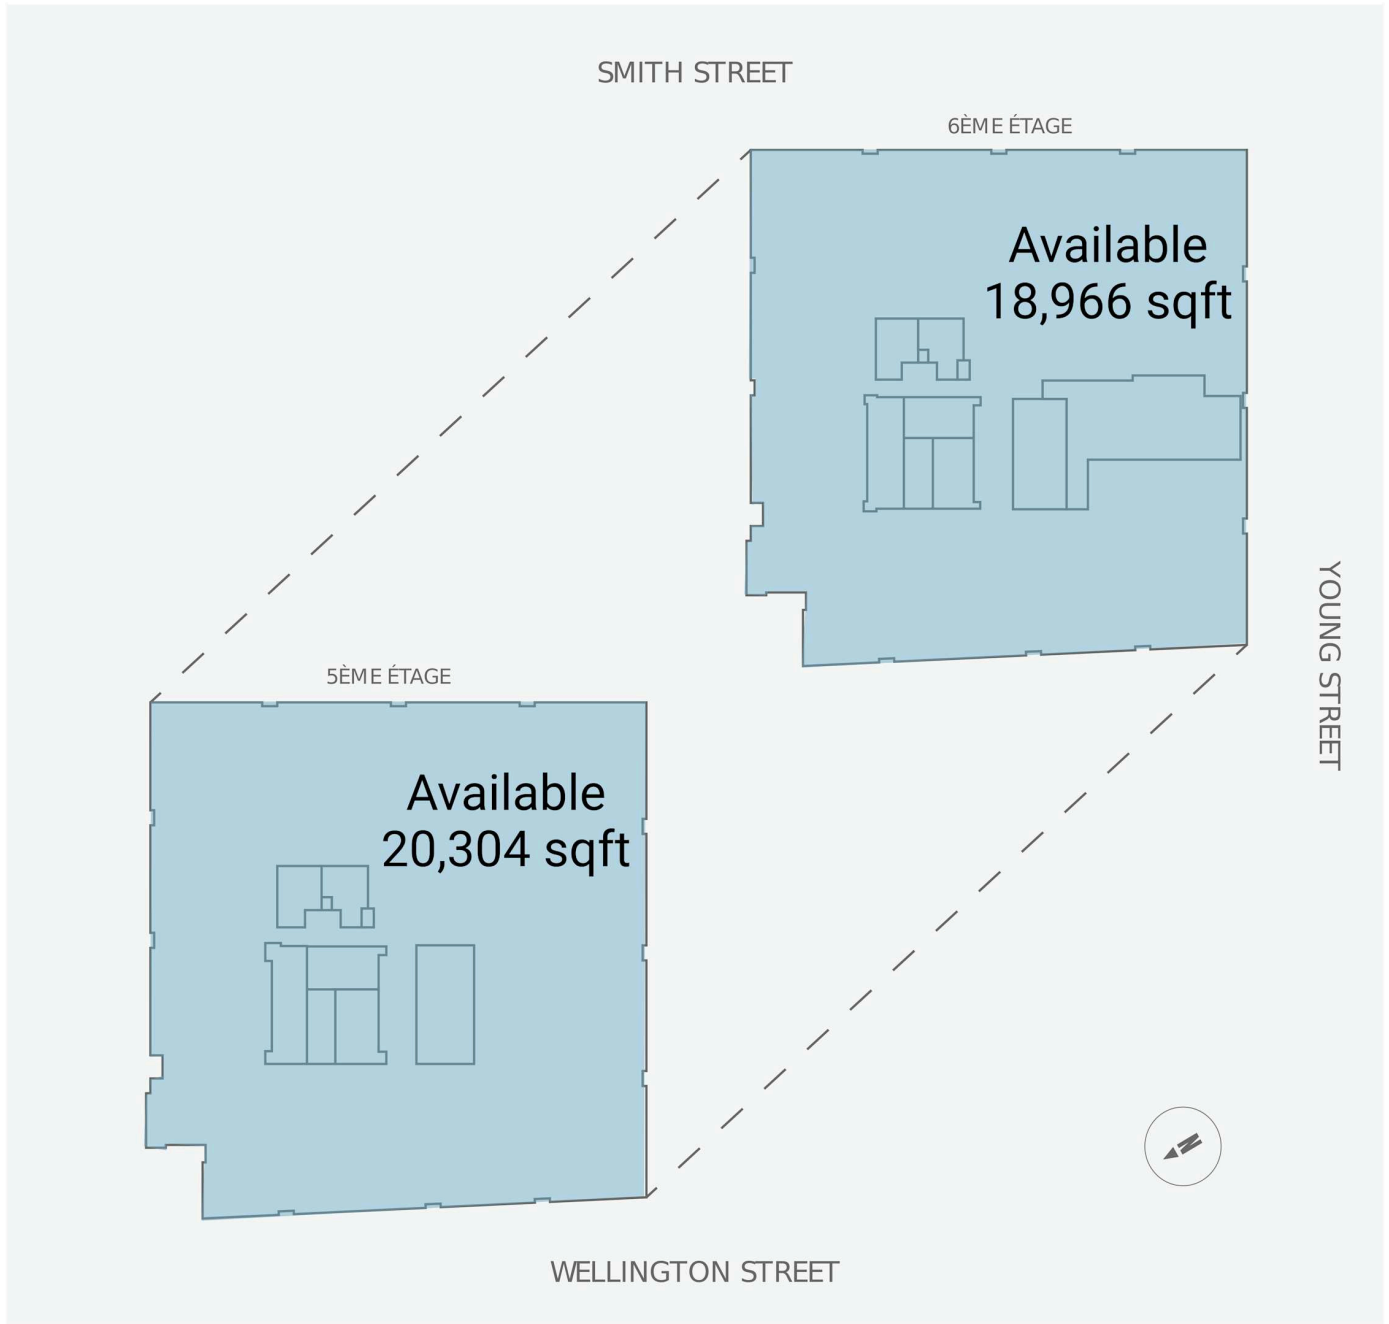 SMITH STREET
6ÈME ÉTAGE
Available
18,966 sqft
YOUNG STREET
5ÈME ÉTAGE
Available
20,304 sqft
N
WELLINGTON STREET